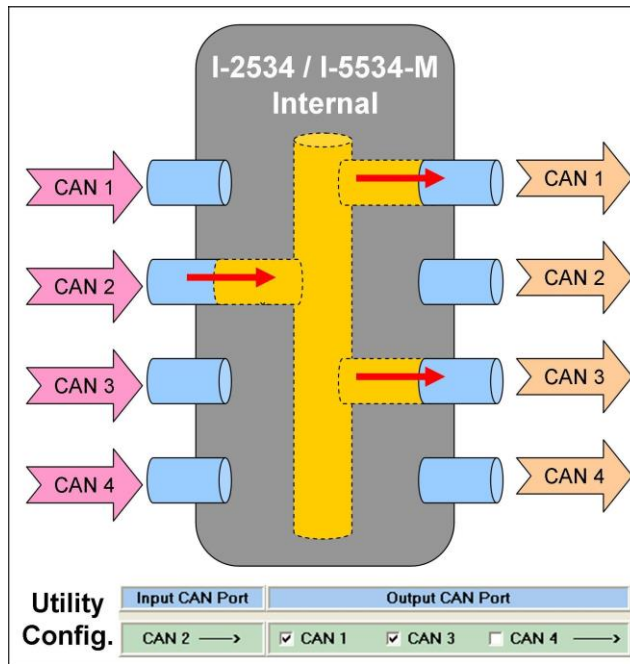 I-2534 / I-5534-M
Internal
CAN 1
CAN 1
CAN 2
CAN 2
CAN 3
CAN 3
CAN 4
CAN 4
Utility
Config.
Input CAN Port
Output CAN Port
CAN 2
CAN 1
CAN 3
CAN 4